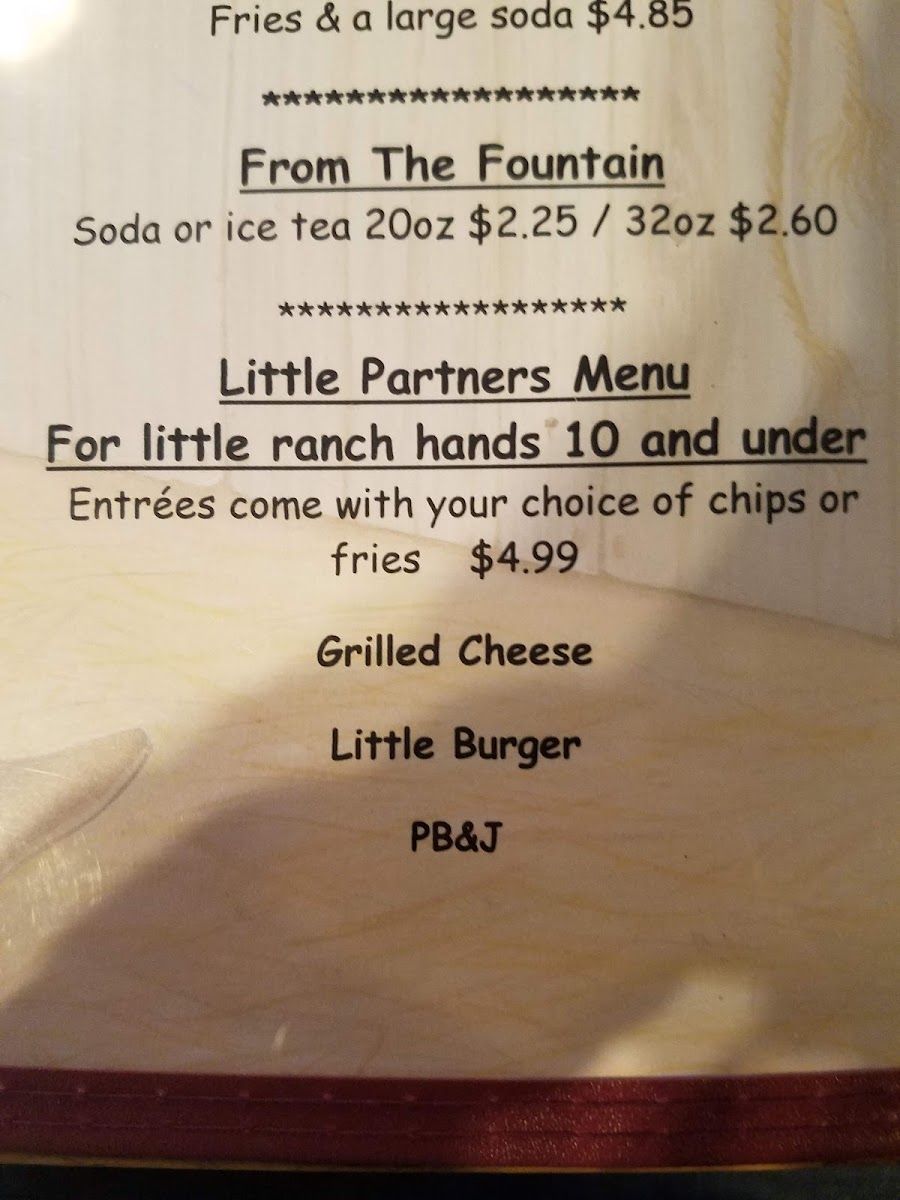 Fries & a large soda $4.85
******************
From The Fountain
Soda or ice tea 20oz $2.25 / 32oz $2.60
******************
Little Partners Menu
For little ranch hands 10 and under
Entrées come with your choice of chips or
fries $4.99
Grilled Cheese
Little Burger
PB&J